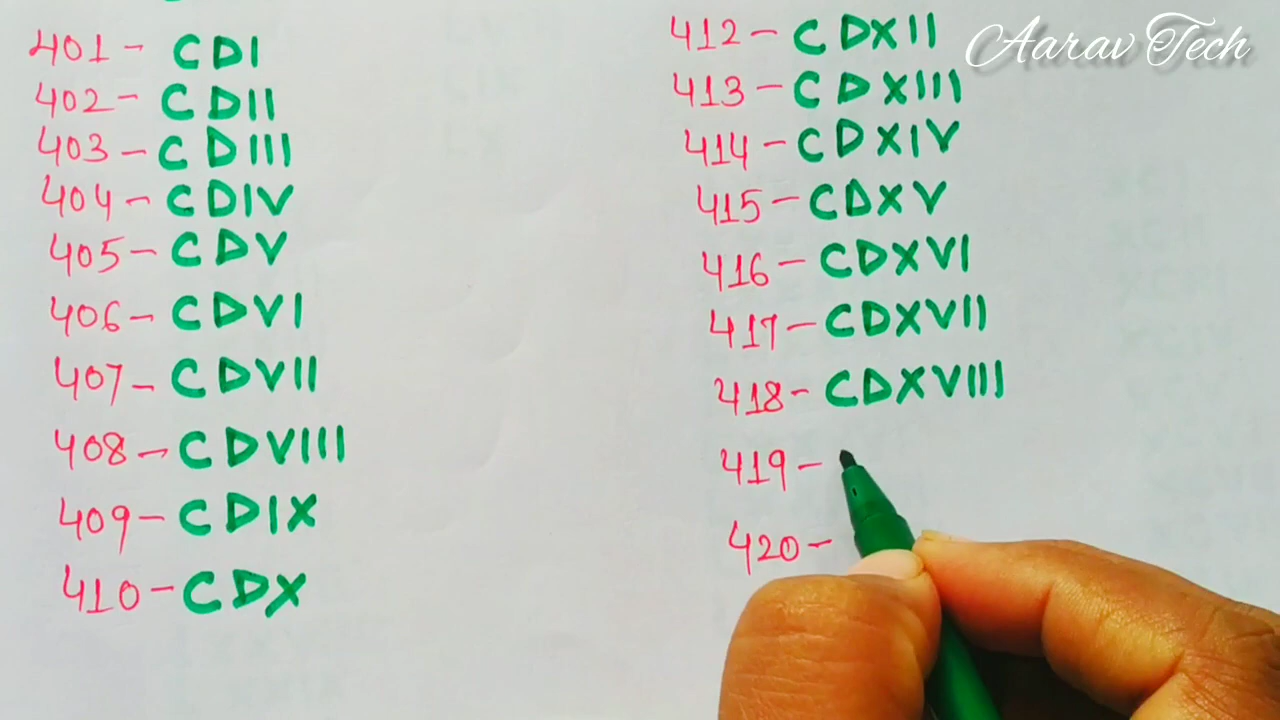 401- CDI
402- CDII
403- CDIII
404- CDIV
405- CDV
406- CDVI
407- CDVII
408- CDVIII
409- CDIX
410- CDX
412- CDXII
413- CDXIII
414- CDXIV
415- CDXV
416- CDXVI
417- CDXVII
418- CDXVIII
419-
420-
Aarav Tech